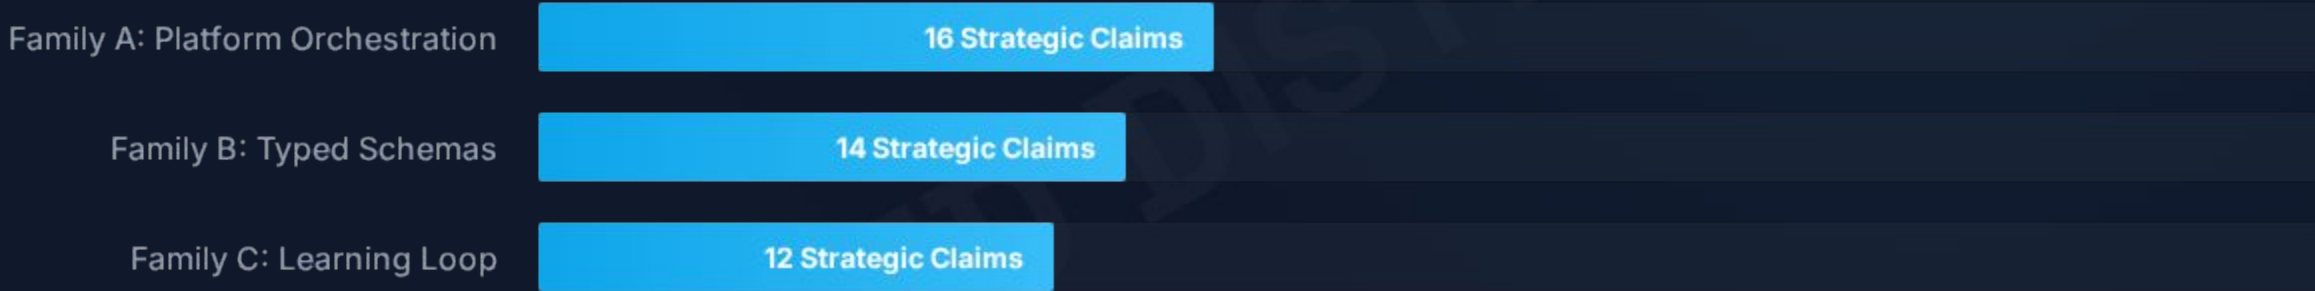 Family A: Platform Orchestration 16 Strategic Claims
Family B: Typed Schemas 14 Strategic Claims
Family C: Learning Loop 12 Strategic Claims